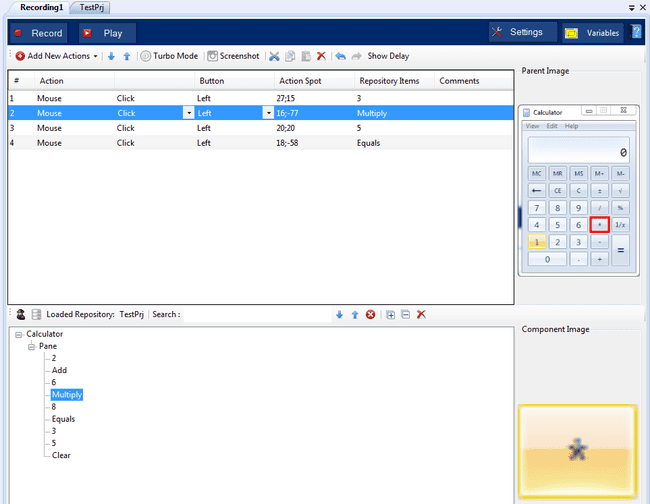 Recording1 TestPrj
Record Play Settings Variables
Add New Actions Turbo Mode Screenshot Show Delay
# Action Button Action Spot Repository Items Comments
1 Mouse Click Left 27;15 3
2 Mouse Click Left 16;-77 Multiply
3 Mouse Click Left 20;20 5
4 Mouse Click Left 18;-58 Equals
Parent Image
Calculator
View Edit Help
0
MC MR MS M+ M-
← CE C ± √
7 8 9 / %
4 5 6 * 1/x
1 2 3 - =
0 . +
Loaded Repository: TestPrj Search :
Calculator
Pane
2
Add
6
Multiply
8
Equals
3
5
Clear
Component Image
*